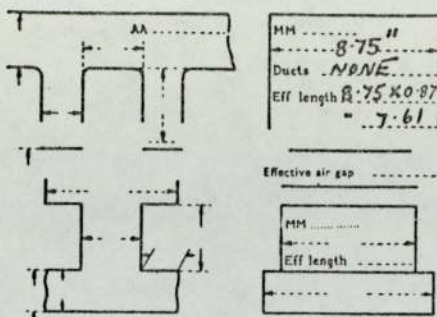 AA
MM
8.75"
Ducts NONE
Eff length 8.75 X 0.87
" 7.61
Effective air gap
MM
Eff length